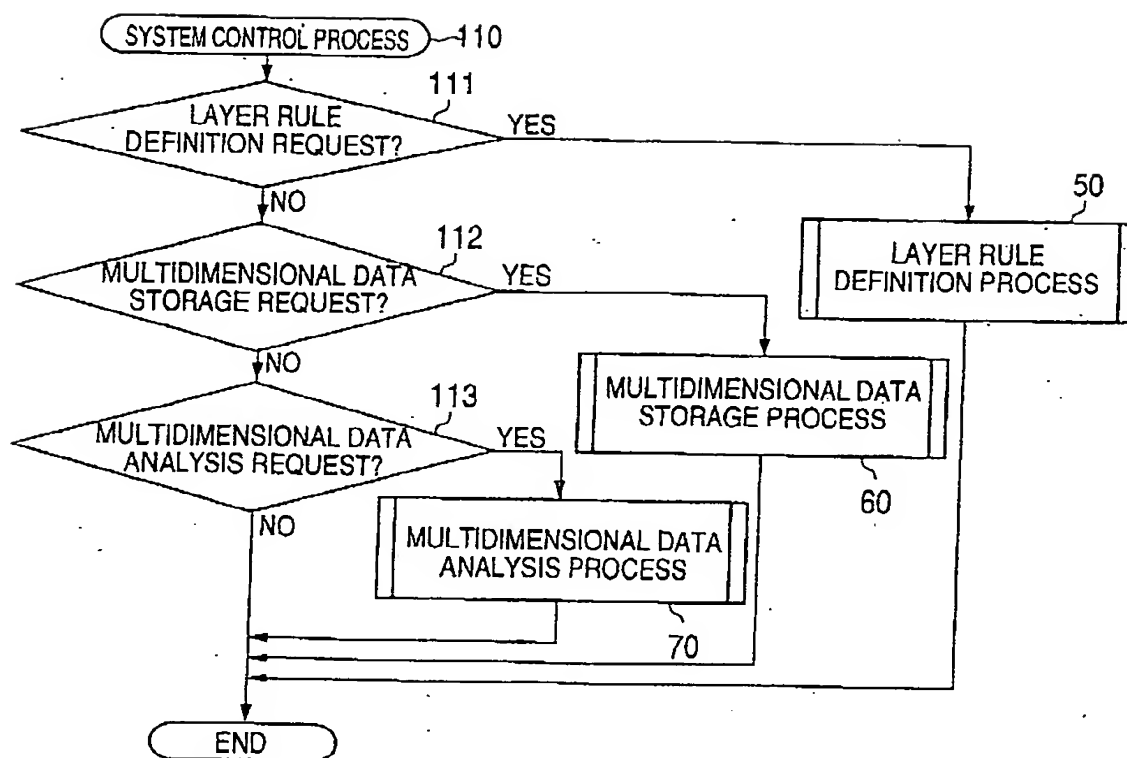 SYSTEM CONTROL PROCESS
110
111
LAYER RULE
DEFINITION REQUEST?
YES
NO
50
LAYER RULE
DEFINITION PROCESS
112
MULTIDIMENSIONAL DATA
STORAGE REQUEST?
YES
NO
MULTIDIMENSIONAL DATA
STORAGE PROCESS
60
113
MULTIDIMENSIONAL DATA
ANALYSIS REQUEST?
YES
NO
MULTIDIMENSIONAL DATA
ANALYSIS PROCESS
70
END